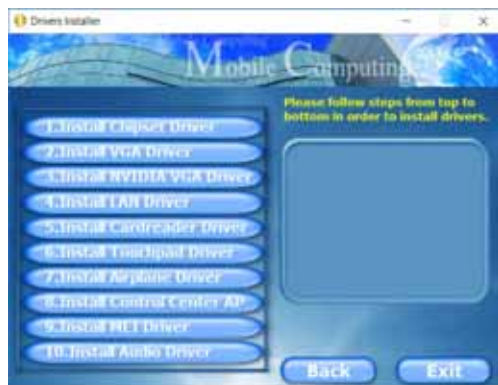 Drivers Installer
Mobile Computing
Please follow steps from top to
bottom in order to install drivers.
1.Install Chipset Driver
2.Install VGA Driver
3.Install NVIDIA VGA Driver
4.Install LAN Driver
5.Install Cardreader Driver
6.Install Touchpad Driver
7.Install Airplane Driver
8.Install Control Center AP
9.Install MEI Driver
10.Install Audio Driver
Back
Exit